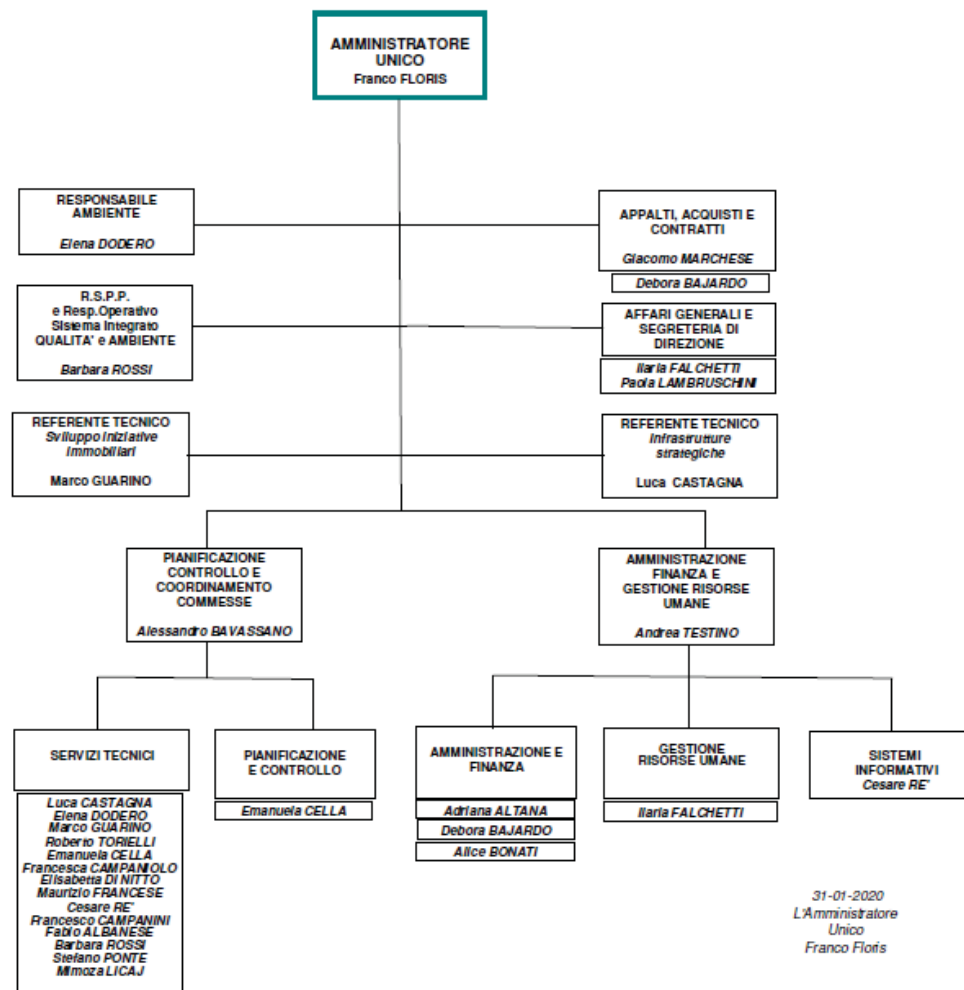 AMMINISTRATORE
UNICO
Franco FLORIS
RESPONSABILE
AMBIENTE
Elena DODERO
APPALTI, ACQUISTI E
CONTRATTI
Giacomo MARCHESE
Debora BAJARDO
R.S.P.P.
e Resp.Operativo
Sistema Integrato
QUALITA' e AMBIENTE
Barbara ROSSI
AFFARI GENERALI E
SEGRETERIA DI
DIREZIONE
Ilaria FALCHETTI
Paola LAMBRUSCHINI
REFERENTE TECNICO
Sviluppo Iniziative
Immobiliari
Marco GUARINO
REFERENTE TECNICO
Infrastrutture
strategiche
Luca CASTAGNA
PIANIFICAZIONE
CONTROLLO E
COORDINAMENTO
COMMESSE
Alessandro BAVASSANO
AMMINISTRAZIONE
FINANZA E
GESTIONE RISORSE
UMANE
Andrea TESTINO
SERVIZI TECNICI
Luca CASTAGNA
Elena DODERO
Marco GUARINO
Roberto TORIELLI
Emanuela CELLA
Francesca CAMPANIOLO
Elisabetta DI NITTO
Maurizio FRANCESE
Cesare RE'
Francesco CAMPANINI
Fabio ALBANESE
Barbara ROSSI
Stefano PONTE
Mimoza LICAJ
PIANIFICAZIONE
E CONTROLLO
Emanuela CELLA
AMMINISTRAZIONE E
FINANZA
Adriana ALTANA
Debora BAJARDO
Alice BONATI
GESTIONE
RISORSE UMANE
Ilaria FALCHETTI
SISTEMI
INFORMATIVI
Cesare RE'
31-01-2020
L'Amministratore
Unico
Franco Floris